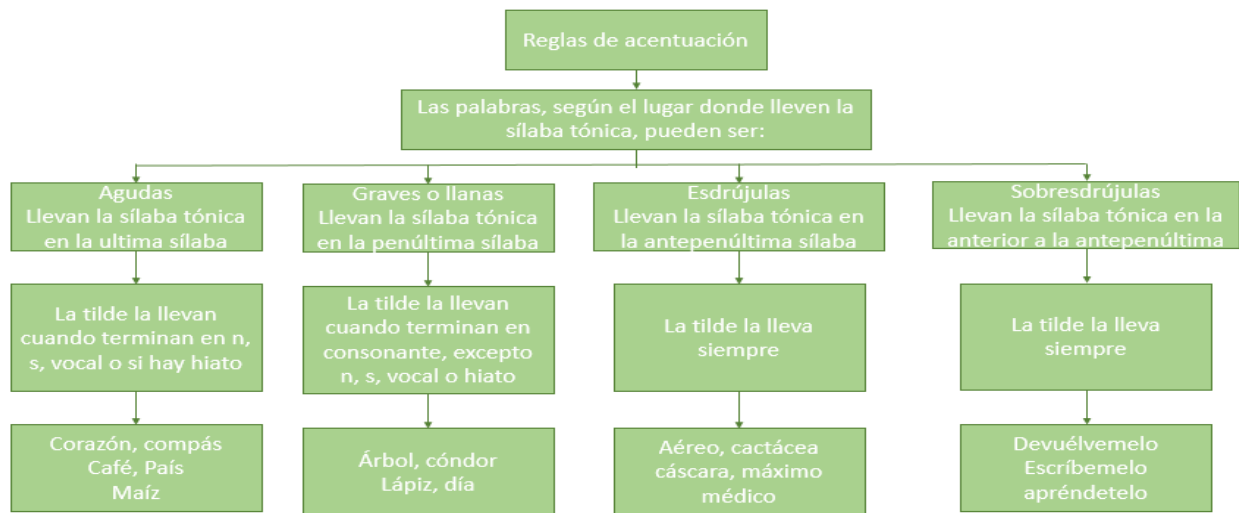 Reglas de acentuación
Las palabras, según el lugar donde lleven la
sílaba tónica, pueden ser:
Agudas
Llevan la sílaba tónica
en la ultima sílaba
Graves o llanas
Llevan la sílaba tónica
en la penúltima sílaba
Esdrújulas
Llevan la sílaba tónica en
la antepenúltima sílaba
Sobresdrújulas
Llevan la sílaba tónica en la
anterior a la antepenúltima
La tilde la llevan
cuando terminan en n,
s, vocal o si hay hiato
La tilde la llevan
cuando terminan en
consonante, excepto
n, s, vocal o hiato
La tilde la lleva
siempre
La tilde la lleva
siempre
Corazón, compás
Café, País
Maíz
Árbol, cóndor
Lápiz, día
Aéreo, cactácea
cáscara, máximo
médico
Devuélvemelo
Escríbemelo
apréndetelo